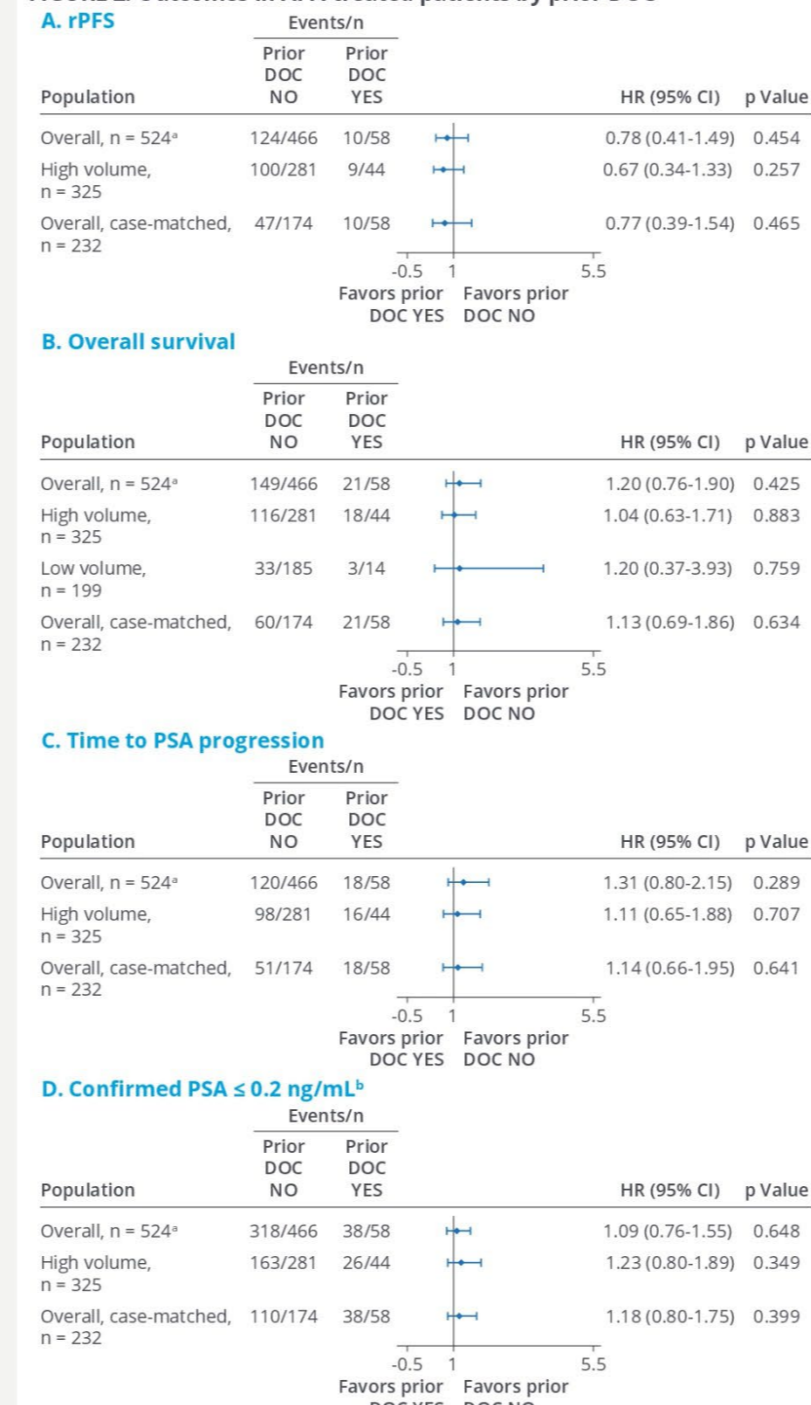 A. rPFS
Events/n
Prior DOC NO Prior DOC YES
Population HR (95% CI) p Value
Overall, n = 524ᵃ 124/466 10/58 0.78 (0.41-1.49) 0.454
High volume, 100/281 9/44 0.67 (0.34-1.33) 0.257
n = 325
Overall, case-matched, 47/174 10/58 0.77 (0.39-1.54) 0.465
n = 232
-0.5 1 5.5
Favors prior Favors prior
DOC YES DOC NO
B. Overall survival
Events/n
Prior DOC NO Prior DOC YES
Population HR (95% CI) p Value
Overall, n = 524ᵃ 149/466 21/58 1.20 (0.76-1.90) 0.425
High volume, 116/281 18/44 1.04 (0.63-1.71) 0.883
n = 325
Low volume, 33/185 3/14 1.20 (0.37-3.93) 0.759
n = 199
Overall, case-matched, 60/174 21/58 1.13 (0.69-1.86) 0.634
n = 232
-0.5 1 5.5
Favors prior Favors prior
DOC YES DOC NO
C. Time to PSA progression
Events/n
Prior DOC NO Prior DOC YES
Population HR (95% CI) p Value
Overall, n = 524ᵃ 120/466 18/58 1.31 (0.80-2.15) 0.289
High volume, 98/281 16/44 1.11 (0.65-1.88) 0.707
n = 325
Overall, case-matched, 51/174 18/58 1.14 (0.66-1.95) 0.641
n = 232
-0.5 1 5.5
Favors prior Favors prior
DOC YES DOC NO
D. Confirmed PSA ≤ 0.2 ng/mLᵇ
Events/n
Prior DOC NO Prior DOC YES
Population HR (95% CI) p Value
Overall, n = 524ᵃ 318/466 38/58 1.09 (0.76-1.55) 0.648
High volume, 163/281 26/44 1.23 (0.80-1.89) 0.349
n = 325
Overall, case-matched, 110/174 38/58 1.18 (0.80-1.75) 0.399
n = 232
-0.5 1 5.5
Favors prior Favors prior